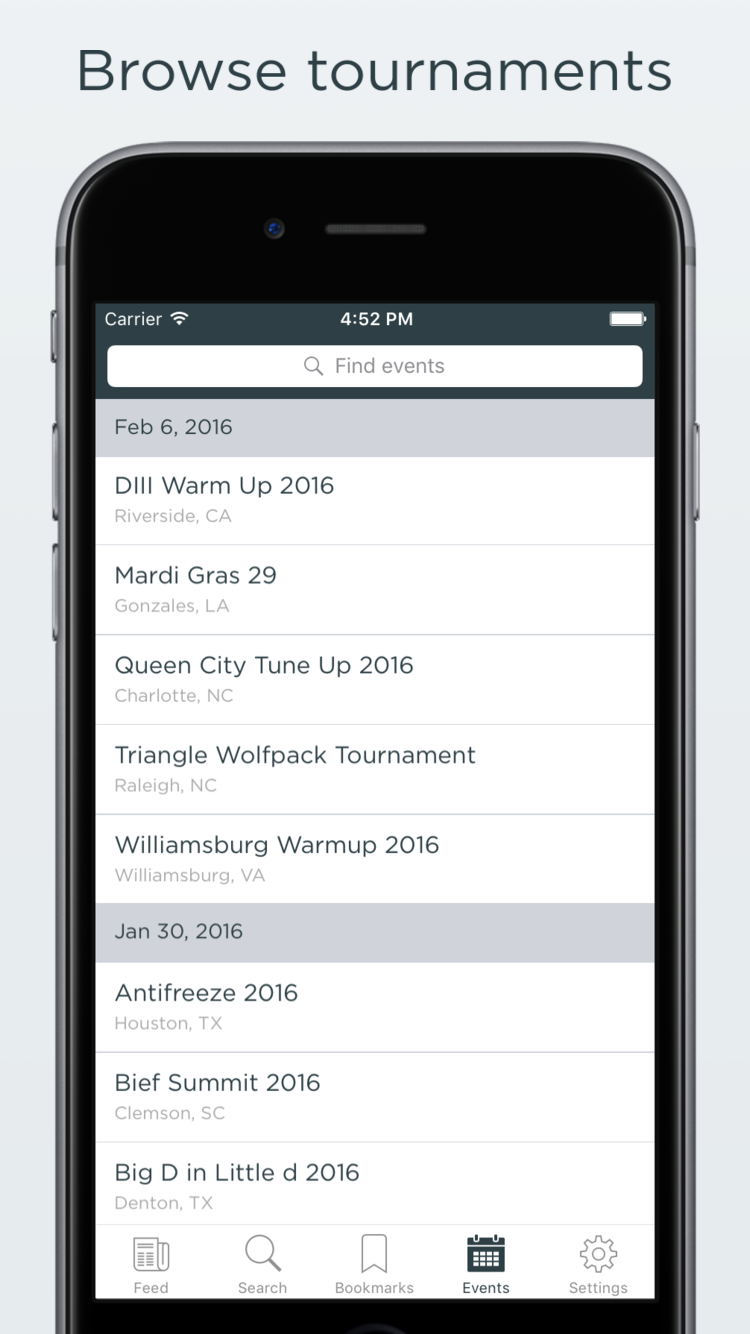 Browse tournaments
Carrier
4:52 PM
Find events
Feb 6, 2016
DIII Warm Up 2016
Riverside, CA
Mardi Gras 29
Gonzales, LA
Queen City Tune Up 2016
Charlotte, NC
Triangle Wolfpack Tournament
Raleigh, NC
Williamsburg Warmup 2016
Williamsburg, VA
Jan 30, 2016
Antifreeze 2016
Houston, TX
Bief Summit 2016
Clemson, SC
Big D in Little d 2016
Denton, TX
Feed Search Bookmarks Events Settings